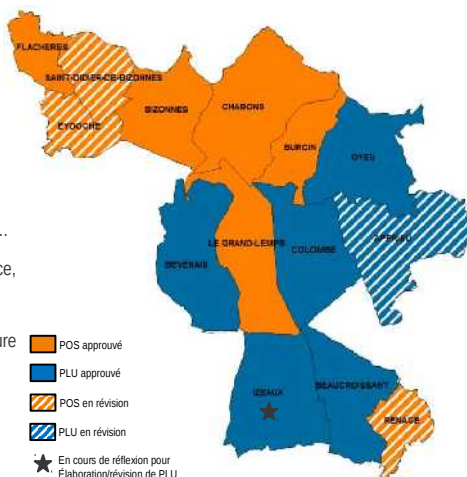 FLACHERES
SAINT-DIDIER-DE-BIZONNES
EYDOCHE
BIZONNES
CHABONS
BURCIN
OYEU
APPRIEU
LE GRAND-LEMPS
COLOMBE
BEVENAIS
IZEAUX
BEAUCROISSANT
RENAGE
..
ce,
ure
POS approuvé
PLU approuvé
POS en révision
PLU en révision
En cours de réflexion pour
Élaboration/révision de PLU